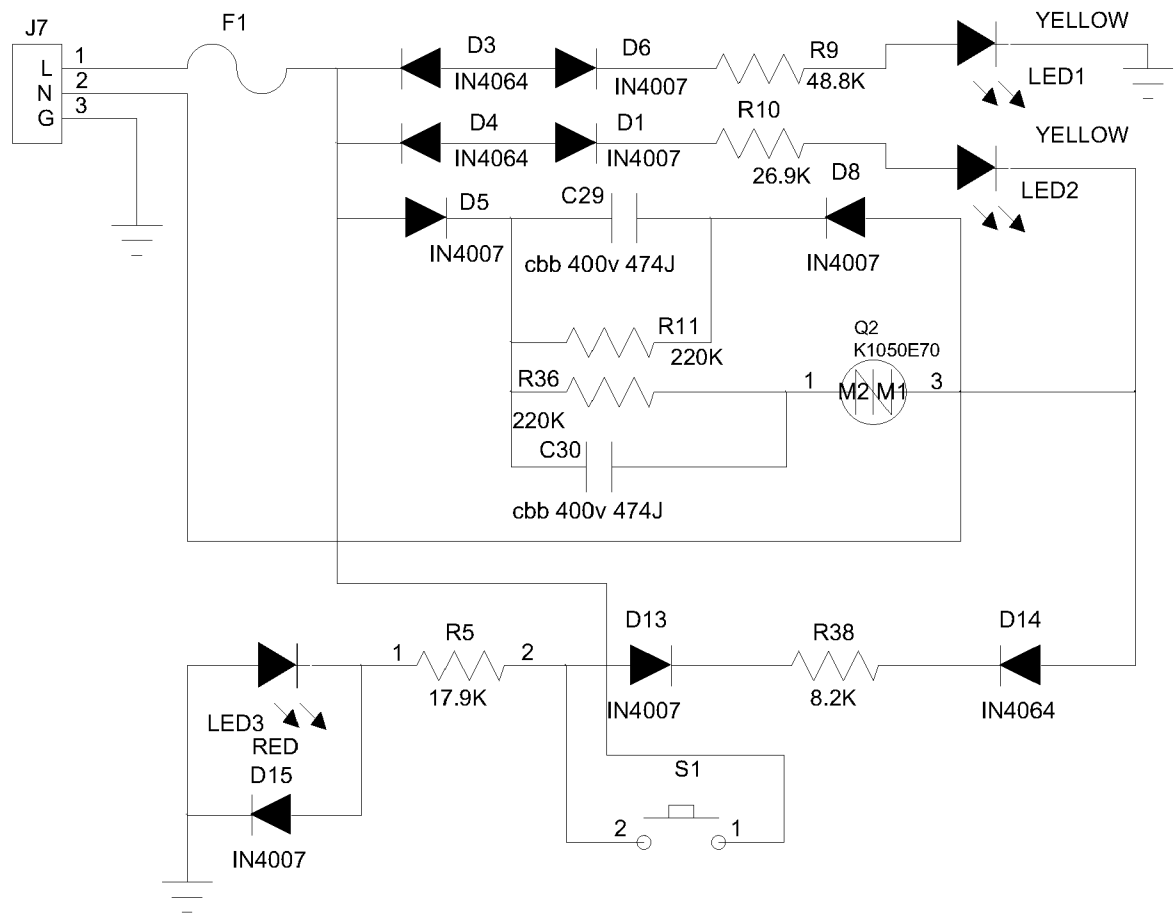 J7
F1
1
L
2
N
3
G
D3
IN4064
D6
IN4007
R9
48.8K
YELLOW
LED1
D4
IN4064
D1
IN4007
R10
26.9K
YELLOW
LED2
D5
IN4007
C29
cbb 400v 474J
D8
IN4007
R11
220K
Q2
K1050E70
R36
220K
1
M2
M1
3
C30
cbb 400v 474J
D13
IN4007
R38
8.2K
D14
IN4064
1
R5
2
17.9K
LED3
RED
D15
IN4007
S1
2
1